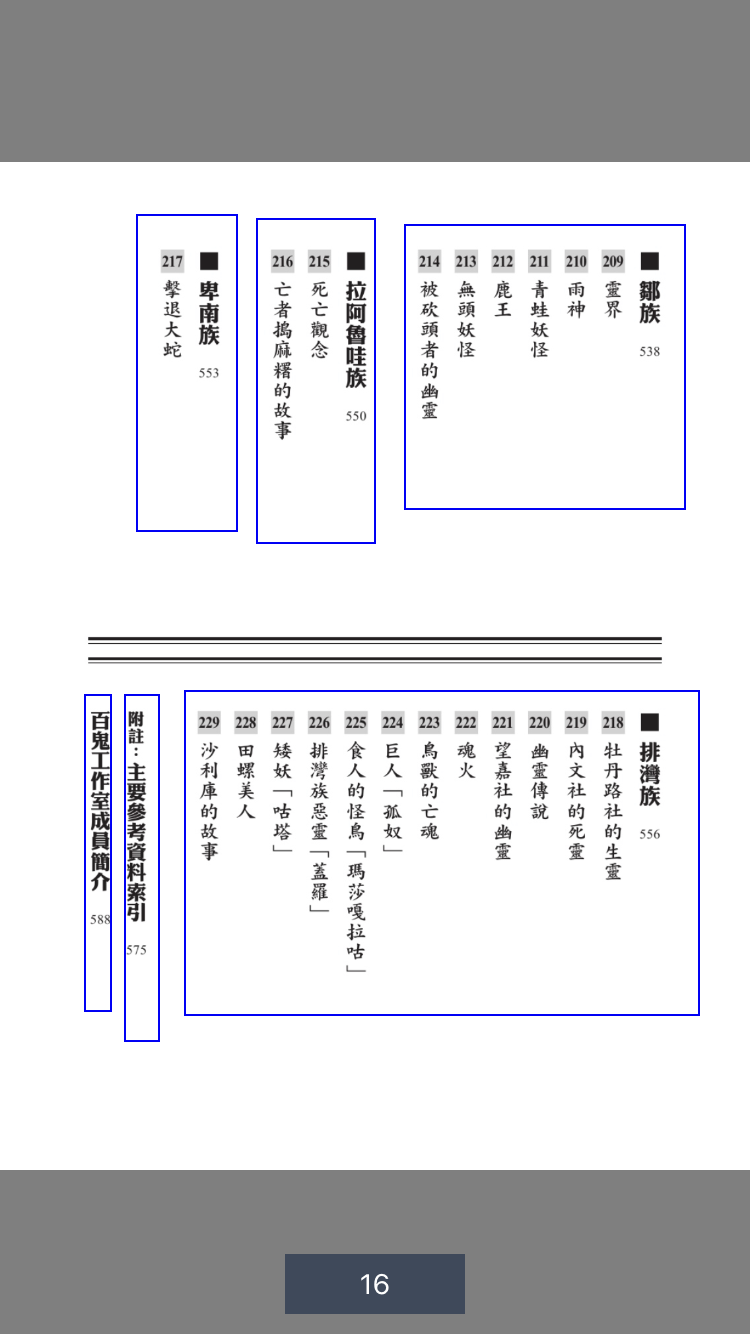 ■鄒族 538
209 靈界
210 雨神
211 青蛙妖怪
212 鹿王
213 無頭妖怪
214 被砍頭者的幽靈
■拉阿魯哇族 550
215 死亡觀念
216 亡者搗麻糬的故事
■卑南族 553
217 擊退大蛇
■排灣族 556
218 牡丹路社的生靈
219 內文社的死靈
220 幽靈傳說
221 望嘉社的幽靈
222 魂火
223 鳥獸的亡魂
224 巨人「孤奴」
225 食人的怪鳥「瑪莎嘎拉咕」
226 排灣族惡靈「蓋羅」
227 矮妖「咕塔」
228 田螺美人
229 沙利庫的故事
附註：主要參考資料索引 575
百鬼工作室成員簡介 588
16